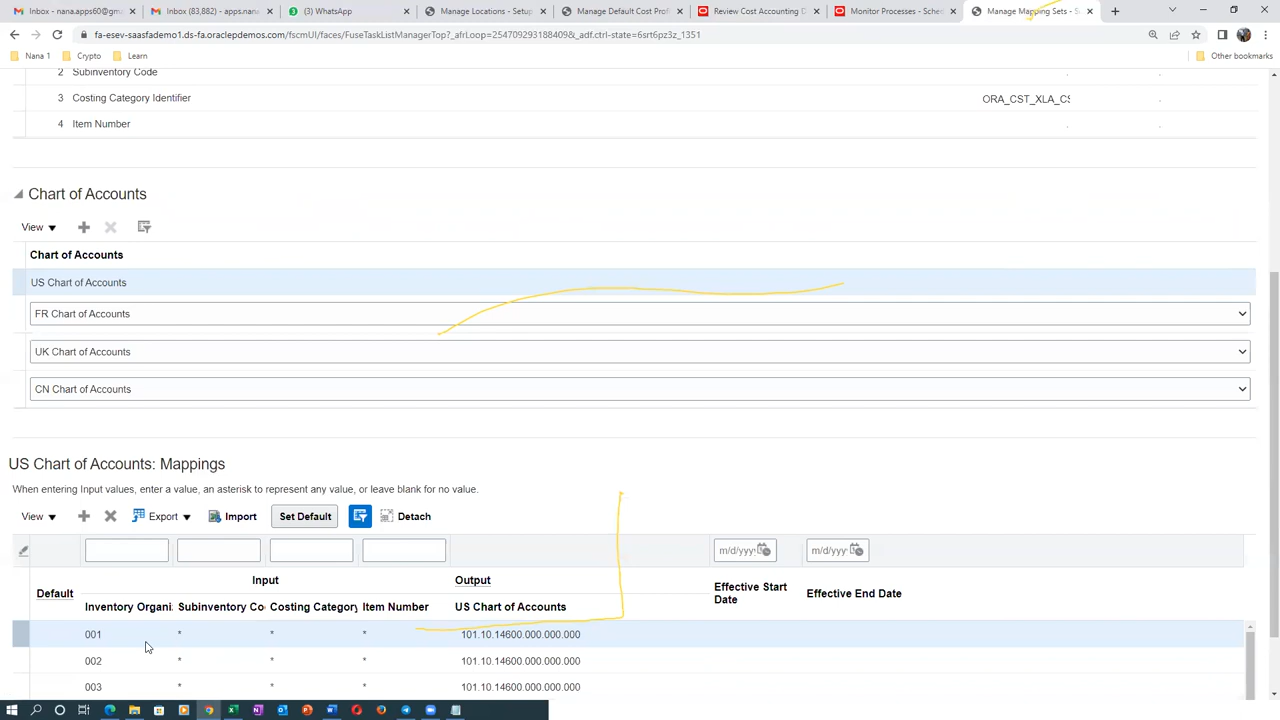 Inbox - nana.apps60@gm
Inbox (83,882) - apps.nana
(3) WhatsApp
Manage Locations - Setup
Manage Default Cost Profi
Review Cost Accounting D
Monitor Processes - Sche
Manage Mapping Sets - S
fa-esev-saasfademo1.ds-fa.oraclepdemos.com/fscmUI/faces/FuseTaskListManagerTop?_afrLoop=25470929318840­9&_adf.ctrl-state=6srt6pz3z_1351
Nana 1
Crypto
Learn
Other bookmarks
2 Subinventory Code
3 Costing Category Identifier ORA_CST_XLA_CS
4 Item Number
Chart of Accounts
View
Chart of Accounts
US Chart of Accounts
FR Chart of Accounts
UK Chart of Accounts
CN Chart of Accounts
US Chart of Accounts: Mappings
When entering Input values, enter a value, an asterisk to represent any value, or leave blank for no value.
View Export Import Set Default Detach
m/d/yyy m/d/yyy
Default Input Output Effective Start Date Effective End Date
Inventory Organi Subinventory Co Costing Category Item Number US Chart of Accounts
001 * * * 101.10.14600.000.000.000
002 * * * 101.10.14600.000.000.000
003 * * * 101.10.14600.000.000.000